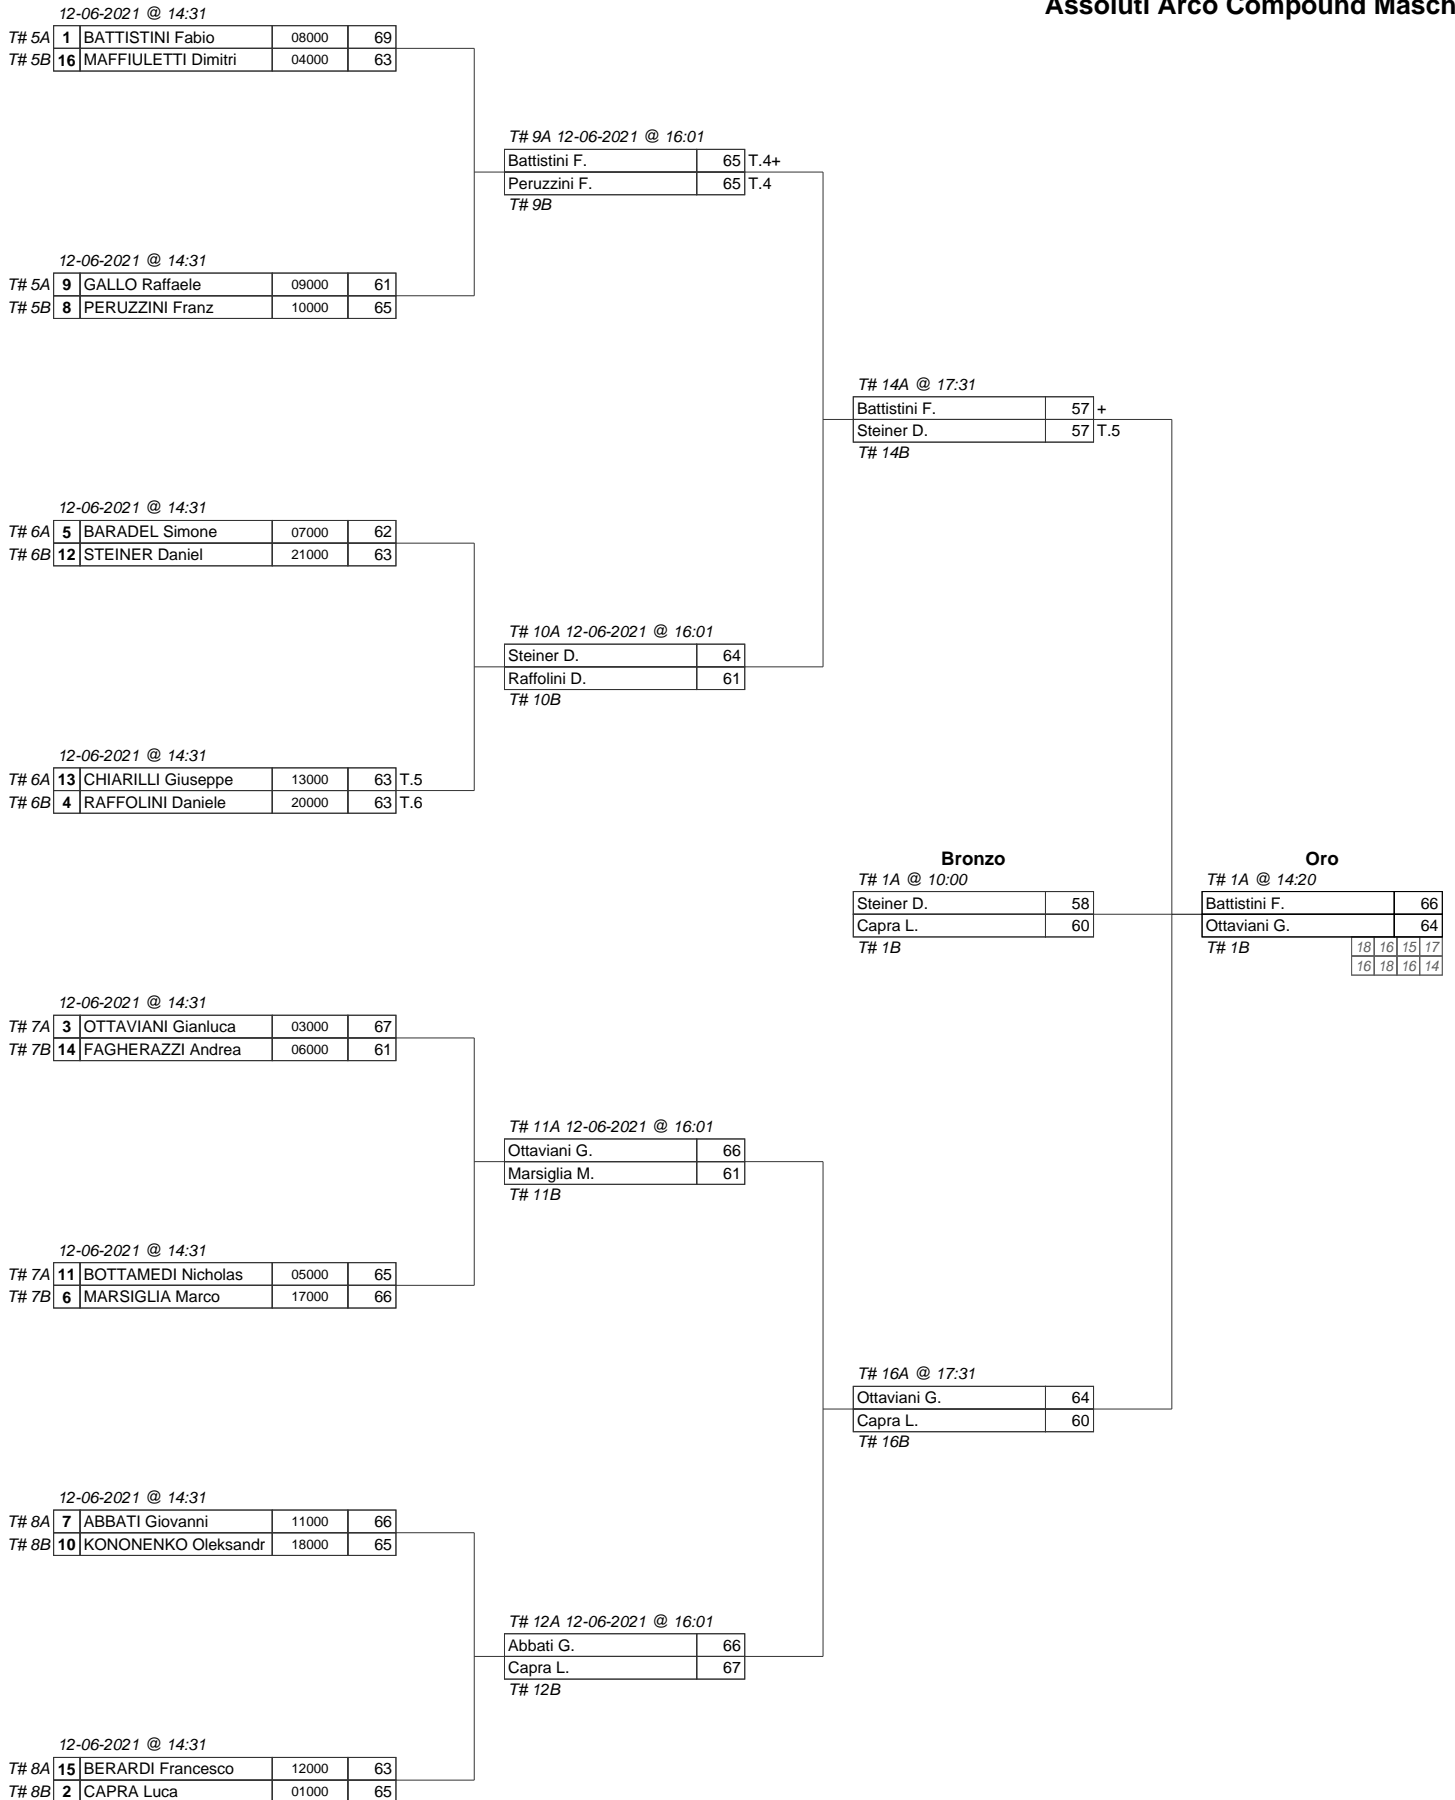 Assoluti Arco Compound Masch
12-06-2021 @ 14:31
T# 5A 1 BATTISTINI Fabio 08000 69
T# 5B 16 MAFFIULETTI Dimitri 04000 63
T# 9A 12-06-2021 @ 16:01
Battistini F. 65 T.4+
Peruzzini F. 65 T.4
T# 9B
12-06-2021 @ 14:31
T# 5A 9 GALLO Raffaele 09000 61
T# 5B 8 PERUZZINI Franz 10000 65
T# 14A @ 17:31
Battistini F. 57 +
Steiner D. 57 T.5
T# 14B
12-06-2021 @ 14:31
T# 6A 5 BARADEL Simone 07000 62
T# 6B 12 STEINER Daniel 21000 63
T# 10A 12-06-2021 @ 16:01
Steiner D. 64
Raffolini D. 61
T# 10B
12-06-2021 @ 14:31
T# 6A 13 CHIARILLI Giuseppe 13000 63 T.5
T# 6B 4 RAFFOLINI Daniele 20000 63 T.6
Bronzo Oro
T# 1A @ 10:00 T# 1A @ 14:20
Steiner D. 58 Battistini F. 66
Capra L. 60 Ottaviani G. 64
T# 1B T# 1B 18 16 15 17
16 18 16 14
12-06-2021 @ 14:31
T# 7A 3 OTTAVIANI Gianluca 03000 67
T# 7B 14 FAGHERAZZI Andrea 06000 61
T# 11A 12-06-2021 @ 16:01
Ottaviani G. 66
Marsiglia M. 61
T# 11B
12-06-2021 @ 14:31
T# 7A 11 BOTTAMEDI Nicholas 05000 65
T# 7B 6 MARSIGLIA Marco 17000 66
T# 16A @ 17:31
Ottaviani G. 64
Capra L. 60
T# 16B
12-06-2021 @ 14:31
T# 8A 7 ABBATI Giovanni 11000 66
T# 8B 10 KONONENKO Oleksandr 18000 65
T# 12A 12-06-2021 @ 16:01
Abbati G. 66
Capra L. 67
T# 12B
12-06-2021 @ 14:31
T# 8A 15 BERARDI Francesco 12000 63
T# 8B 2 CAPRA Luca 01000 65